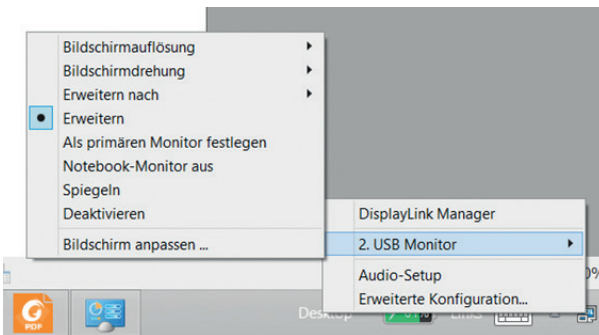 Bildschirmauflösung
Bildschirmdrehung
Erweitern nach
Erweitern
Als primären Monitor festlegen
Notebook-Monitor aus
Spiegeln
Deaktivieren
Bildschirm anpassen ...
DisplayLink Manager
2. USB Monitor
Audio-Setup
Erweiterte Konfiguration...
PDF